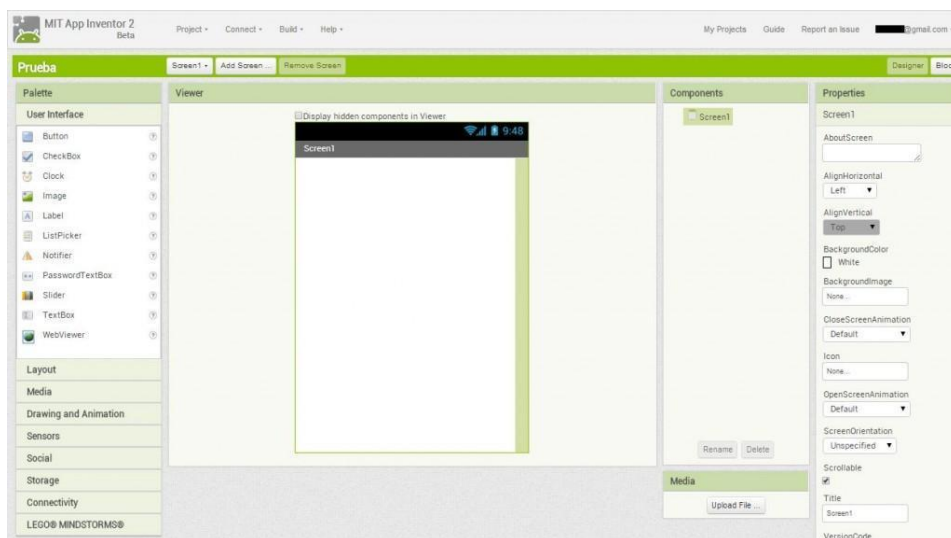 MIT App Inventor 2
Beta
Project
Connect
Build
Help
My Projects
Guide
Report an Issue
@gmail.com
Prueba
Screen1
Add Screen ...
Remove Screen
Designer
Bloc
Palette
User Interface
Button
CheckBox
Clock
Image
Label
ListPicker
Notifier
PasswordTextBox
Slider
TextBox
WebViewer
Layout
Media
Drawing and Animation
Sensors
Social
Storage
Connectivity
LEGO® MINDSTORMS®
Viewer
Display hidden components in Viewer
9:48
Screen1
Components
Screen1
Rename
Delete
Media
Upload File ...
Properties
Screen1
AboutScreen
AlignHorizontal
Left
AlignVertical
Top
BackgroundColor
White
BackgroundImage
None...
CloseScreenAnimation
Default
Icon
None...
OpenScreenAnimation
Default
ScreenOrientation
Unspecified
Scrollable
Title
Screen1
VersionCode